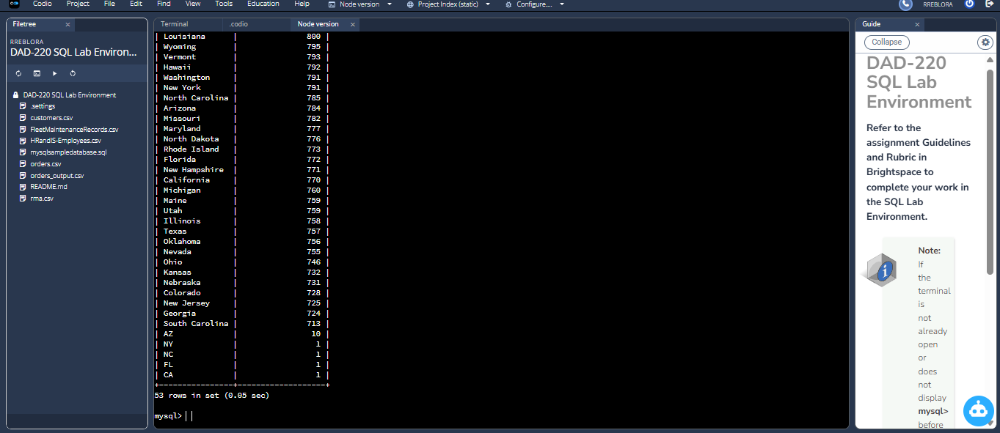 Codio Project File Edit Find View Tools Education Help Node version Project Index (static) Configure.... RREBLORA
Filetree
RREBLORA
DAD-220 SQL Lab Environ...
DAD-220 SQL Lab Environment
.settings
customers.csv
FleetMaintenanceRecords.csv
HRandIS-Employees.csv
mysqlsampledatabase.sql
orders.csv
orders_output.csv
README.md
rma.csv
Terminal .codio Node version
| Louisiana | 800 |
| Wyoming | 795 |
| Vermont | 793 |
| Hawaii | 792 |
| Washington | 791 |
| New York | 791 |
| North Carolina | 785 |
| Arizona | 784 |
| Missouri | 782 |
| Maryland | 777 |
| North Dakota | 776 |
| Rhode Island | 773 |
| Florida | 772 |
| New Hampshire | 771 |
| California | 770 |
| Michigan | 760 |
| Maine | 759 |
| Utah | 759 |
| Illinois | 758 |
| Texas | 757 |
| Oklahoma | 756 |
| Nevada | 755 |
| Ohio | 746 |
| Kansas | 732 |
| Nebraska | 731 |
| Colorado | 728 |
| New Jersey | 725 |
| Georgia | 724 |
| South Carolina | 713 |
| AZ | 10 |
| NY | 1 |
| NC | 1 |
| FL | 1 |
| CA | 1 |
+----------------+-------------------+
53 rows in set (0.05 sec)
mysql>
Guide
Collapse
DAD-220
SQL Lab
Environment
Refer to the
assignment Guidelines
and Rubric in
Brightspace to
complete your work in
the SQL Lab
Environment.
Note:
If
the
terminal
is
not
already
open
or
does
not
display
mysql>
before